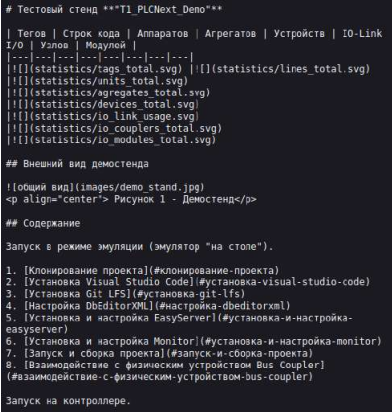 # Тестовый стенд **"T1_PLCNext_Demo"**
| Тегов | Строк кода | Аппаратов | Агрегатов | Устройств | IO-Link
I/O | Узлов | Модулей |
|---|---|---|---|---|---|---|---|
|![](statistics/tags_total.svg) |![](statistics/lines_total.svg)
|![](statistics/units_total.svg)
|![](statistics/agregates_total.svg)
|![](statistics/devices_total.svg)
|![](statistics/io_link_usage.svg)
|![](statistics/io_couplers_total.svg)
|![](statistics/io_modules_total.svg)
## Внешний вид демостенда
![общий вид](images/demo_stand.jpg)
<p align="center"> Рисунок 1 - Демостенд</p>
## Содержание
Запуск в режиме эмуляции (эмулятор "на столе").
1. [Клонирование проекта](#клонирование-проекта)
2. [Установка Visual Studio Code](#установка-visual-studio-code)
3. [Установка Git LFS](#установка-git-lfs)
4. [Настройка DbEditorXML](#настройка-dbeditorxml)
5. [Установка и настройка EasyServer](#установка-и-настройка-
easyserver)
6. [Установка и настройка Monitor](#установка-и-настройка-monitor)
7. [Запуск и сборка проекта](#запуск-и-сборка-проекта)
8. [Взаимодействие с физическим устройством Bus Coupler]
(#взаимодействие-с-физическим-устройством-bus-coupler)
Запуск на контроллере.